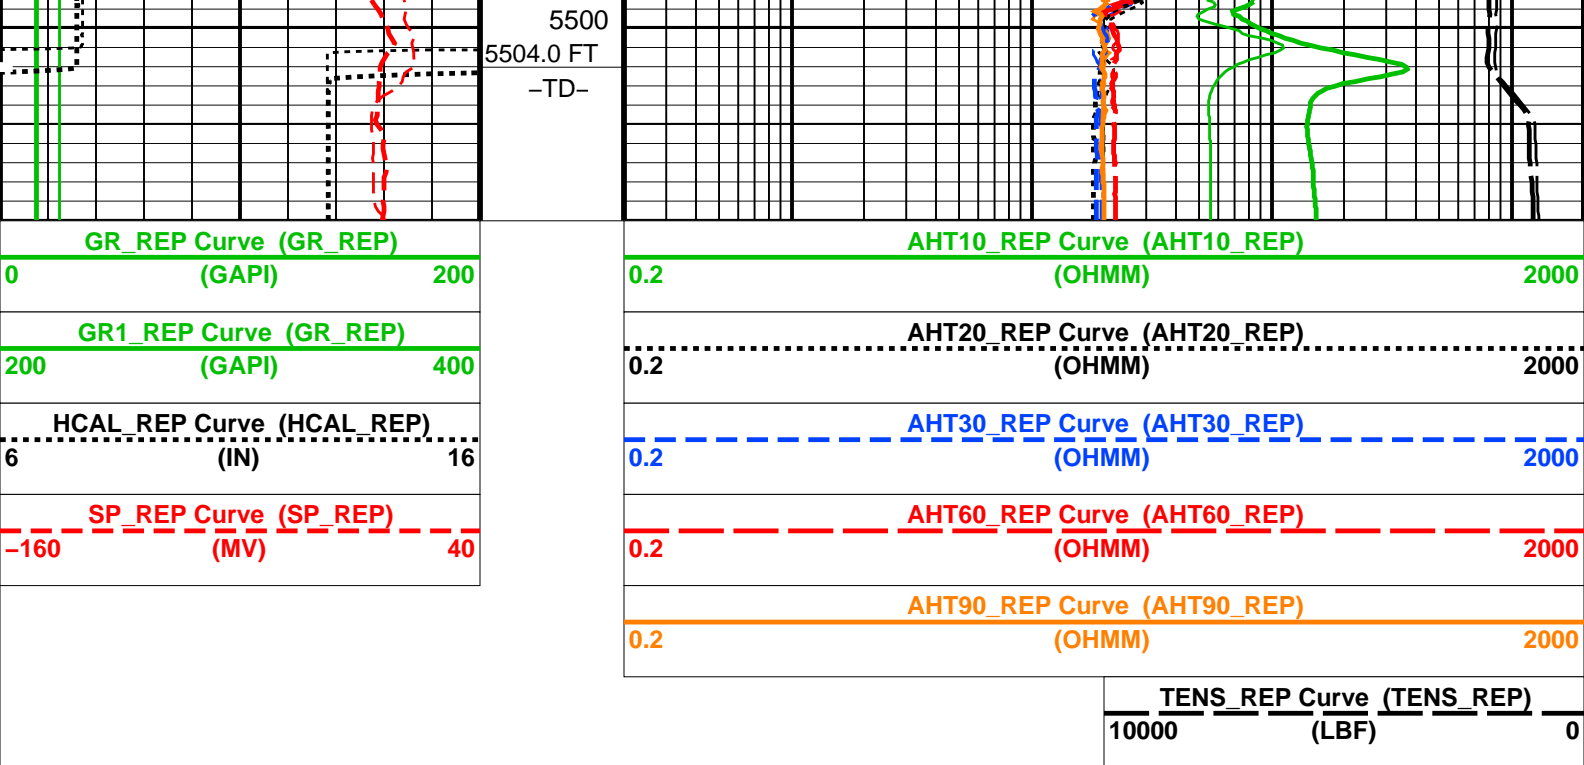 5500
5504.0 FT
–TD–
GR_REP Curve (GR_REP)
0 (GAPI) 200
GR1_REP Curve (GR_REP)
200 (GAPI) 400
HCAL_REP Curve (HCAL_REP)
6 (IN) 16
SP_REP Curve (SP_REP)
–160 (MV) 40
AHT10_REP Curve (AHT10_REP)
0.2 (OHMM) 2000
AHT20_REP Curve (AHT20_REP)
0.2 (OHMM) 2000
AHT30_REP Curve (AHT30_REP)
0.2 (OHMM) 2000
AHT60_REP Curve (AHT60_REP)
0.2 (OHMM) 2000
AHT90_REP Curve (AHT90_REP)
0.2 (OHMM) 2000
TENS_REP Curve (TENS_REP)
10000 (LBF) 0